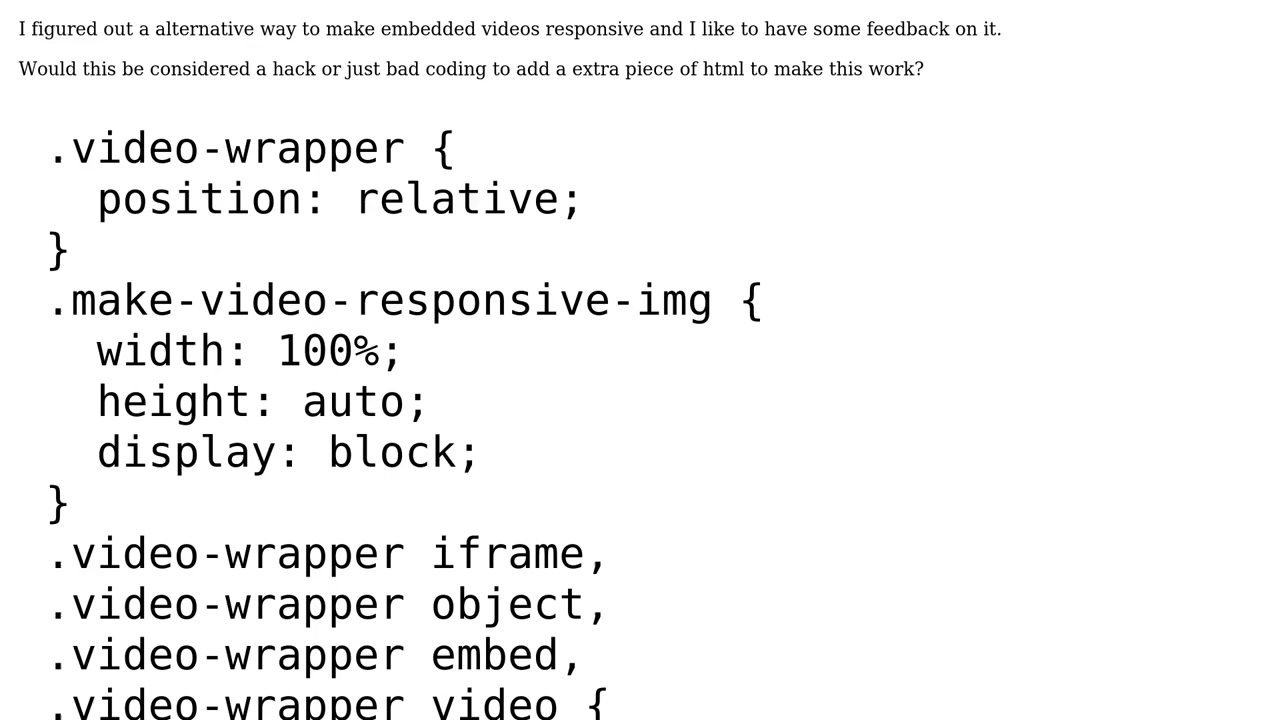 I figured out a alternative way to make embedded videos responsive and I like to have some feedback on it.
Would this be considered a hack or just bad coding to add a extra piece of html to make this work?
.video-wrapper {
  position: relative;
}
.make-video-responsive-img {
  width: 100%;
  height: auto;
  display: block;
}
.video-wrapper iframe,
.video-wrapper object,
.video-wrapper embed,
.video-wrapper video {